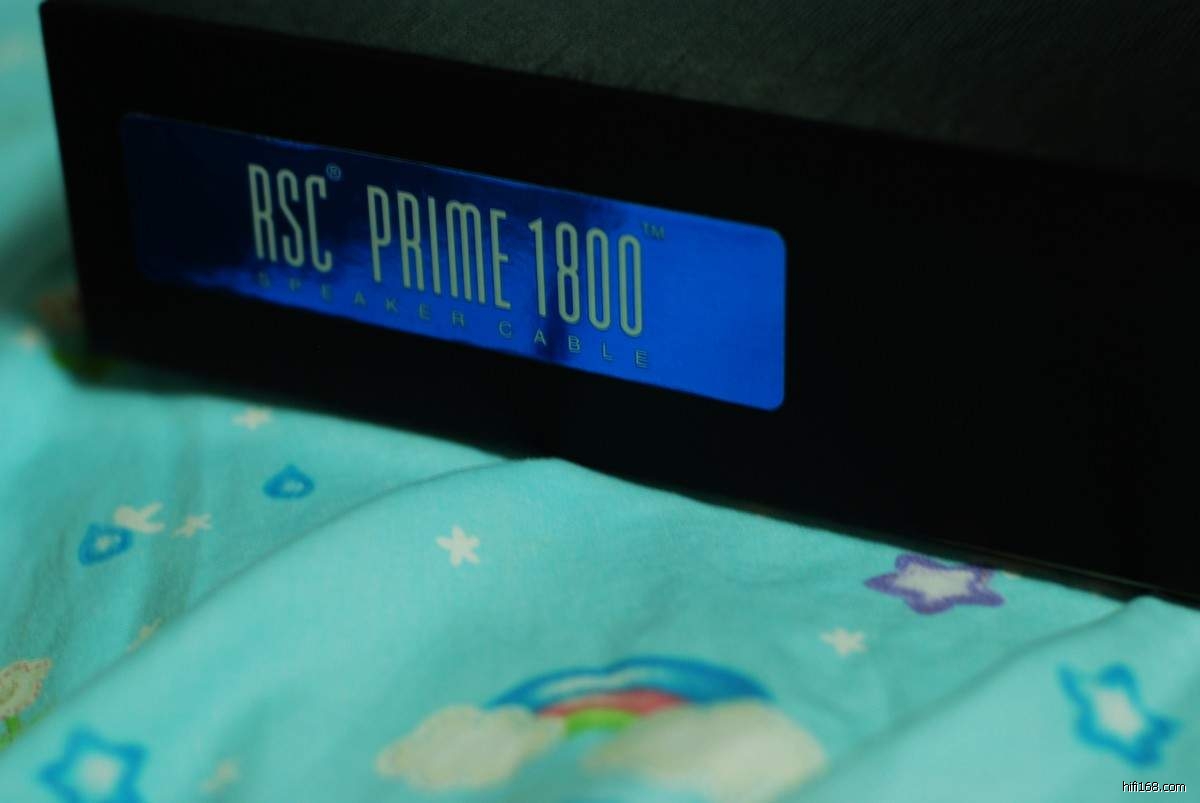 RSC® PRIME 1800™
SPEAKER CABLE
hifi168.com